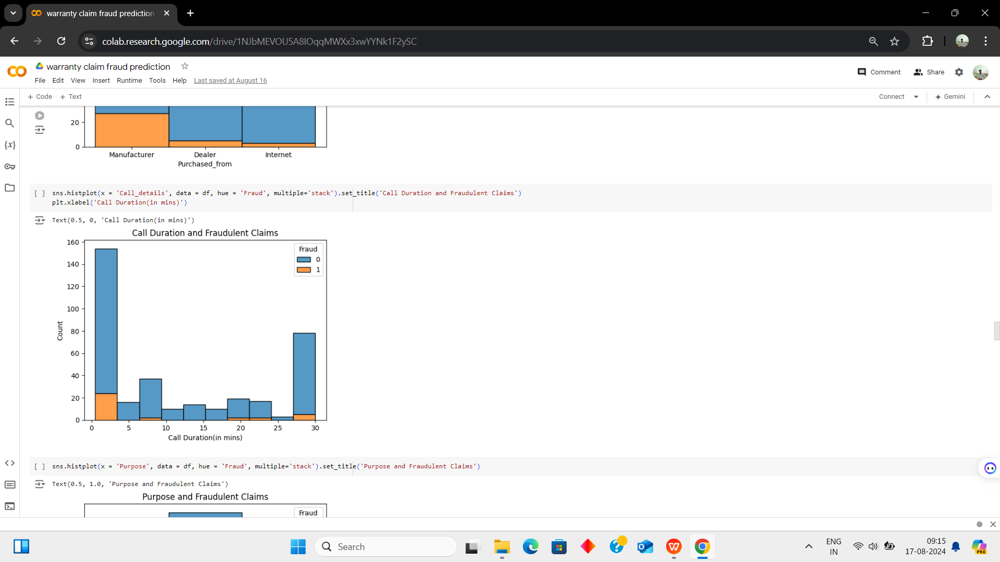 warranty claim fraud prediction
colab.research.google.com/drive/1NJbMEVOU5A8IOqqMWXx3xwYYNk1F2ySC
warranty claim fraud prediction
File Edit View Insert Runtime Tools Help Last saved at August 16
Comment Share
+ Code + Text
Connect Gemini
20
0
Manufacturer Dealer Internet
Purchased_from
[ ] sns.histplot(x = 'Call_details', data = df, hue = 'Fraud', multiple='stack').set_title('Call Duration and Fraudulent Claims')
plt.xlabel('Call Duration(in mins)')
Text(0.5, 0, 'Call Duration(in mins)')
Call Duration and Fraudulent Claims
160
140
120
100
80
60
40
20
0
Count
Fraud
0
1
0 5 10 15 20 25 30
Call Duration(in mins)
[ ] sns.histplot(x = 'Purpose', data = df, hue = 'Fraud', multiple='stack').set_title('Purpose and Fraudulent Claims')
Text(0.5, 1.0, 'Purpose and Fraudulent Claims')
Purpose and Fraudulent Claims
Fraud
Search
ENG
IN
09:15
17-08-2024
PRE